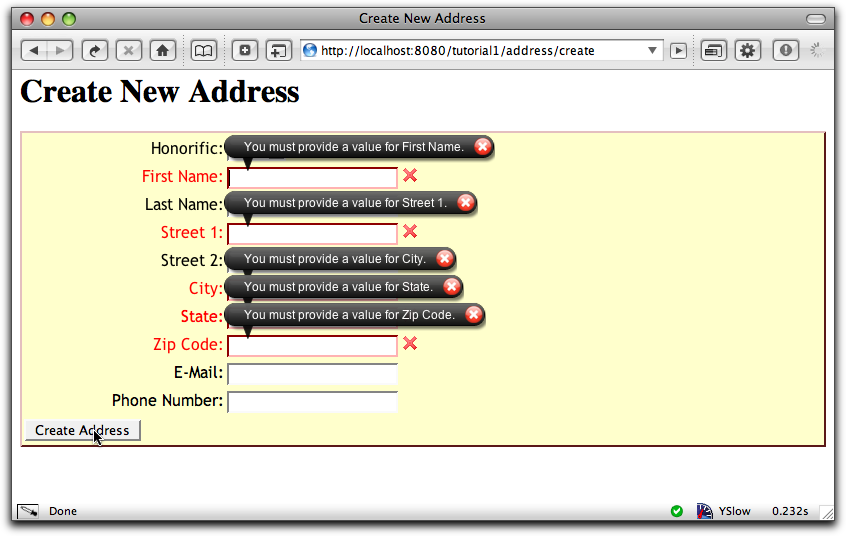 Create New Address
http://localhost:8080/tutorial1/address/create
Create New Address
Honorific: You must provide a value for First Name.
First Name:
Last Name: You must provide a value for Street 1.
Street 1:
Street 2: You must provide a value for City.
City: You must provide a value for State.
State: You must provide a value for Zip Code.
Zip Code:
E-Mail:
Phone Number:
Create Address
Done YSlow 0.232s